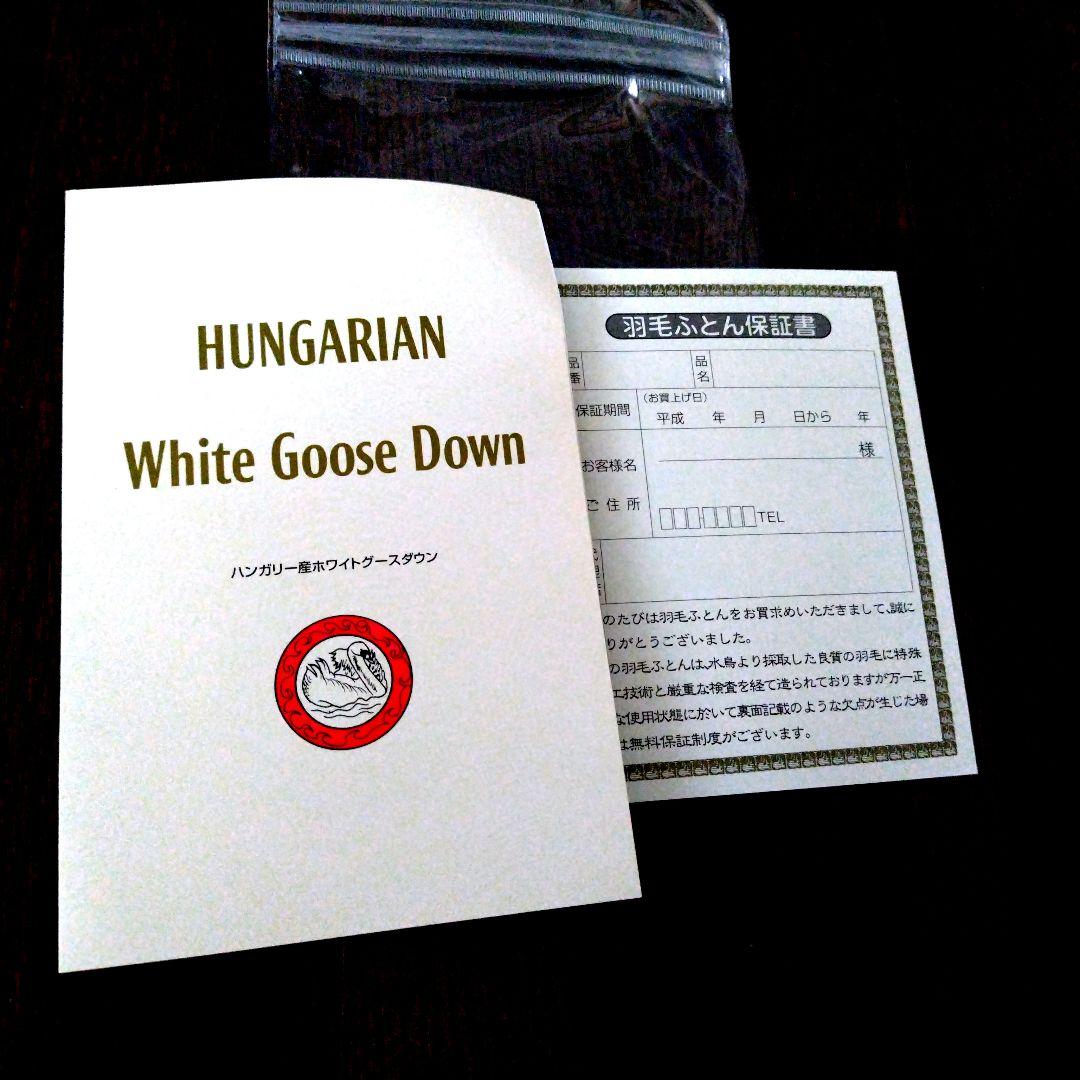 HUNGARIAN
White Goose Down
ハンガリー産ホワイトグースダウン
羽毛ふとん保証書
品番
品名
保証期間
(お買上げ日)
平成 年 月 日から 年
お客様名
様
ご住所
TEL
のたびは羽毛ふとんをお買求めいただきまして、誠に
りがとうございました。
の羽毛ふとんは、水鳥より採取した良質の羽毛に特殊
工技術と厳重な検査を経て造られておりますが万一正
な使用状態に於いて裏面記載のような欠点が生じた場
は無料保証制度がございます。